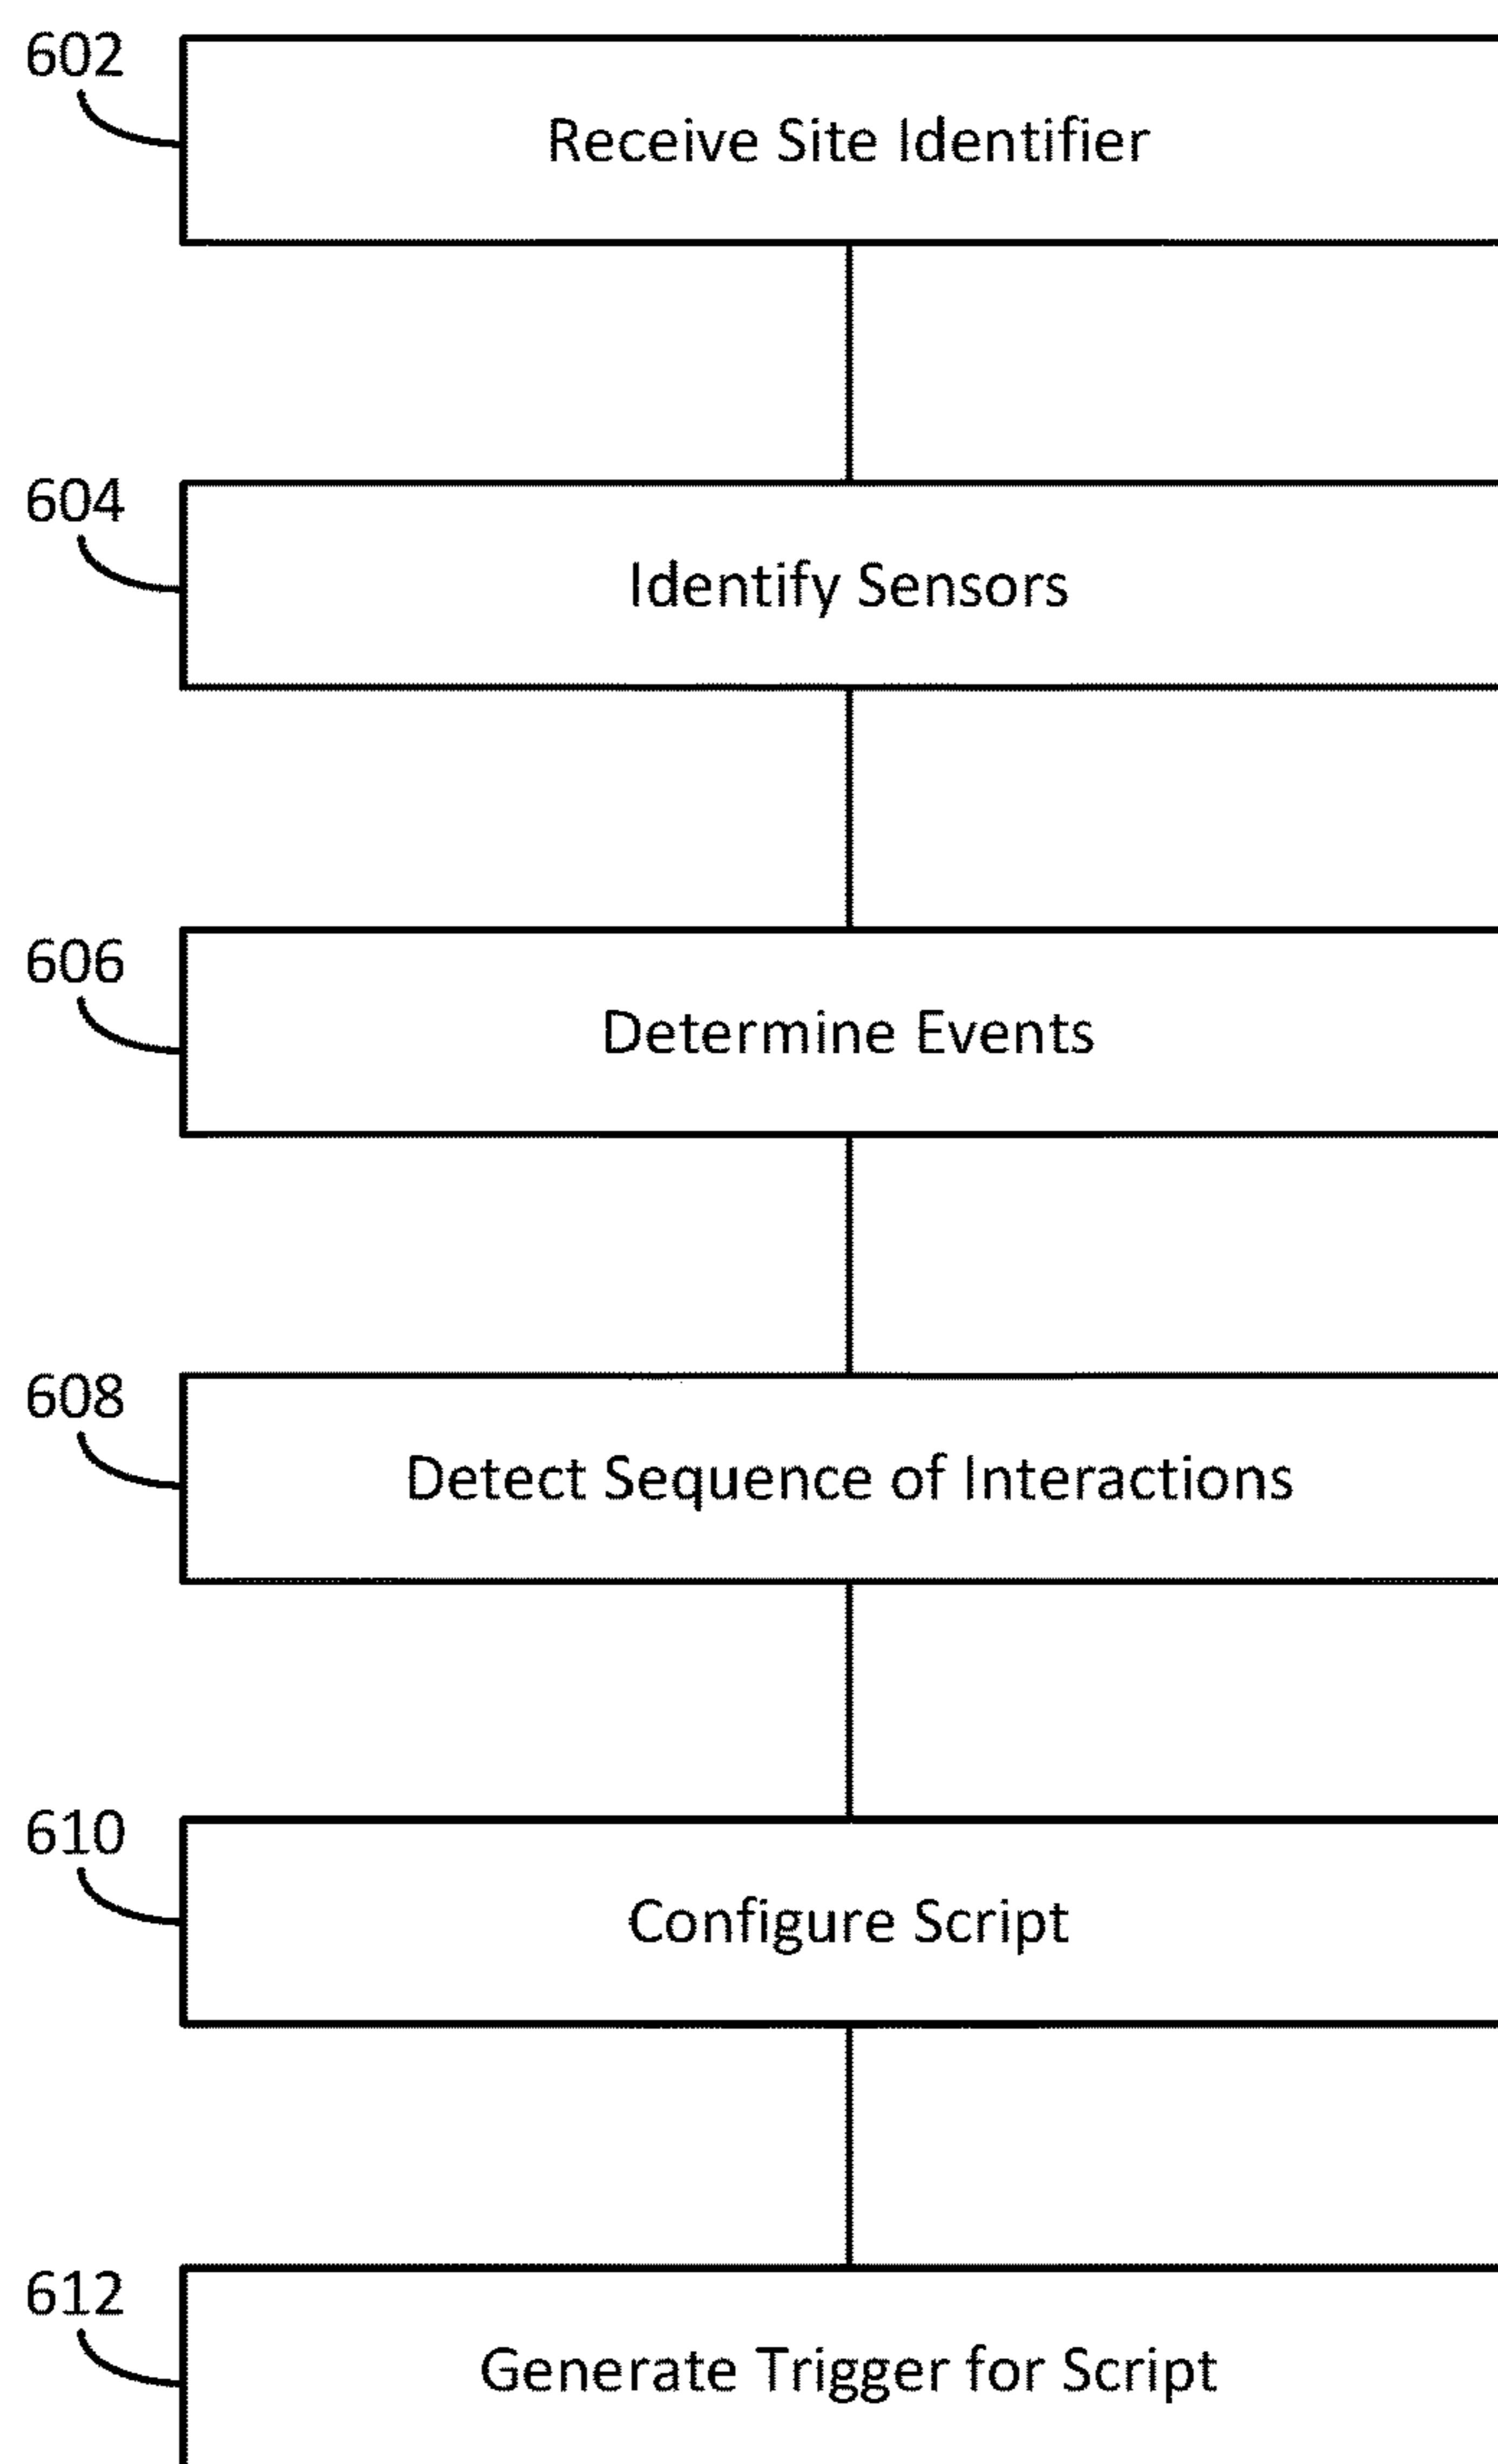 602
Receive Site Identifier
604
Identify Sensors
606
Determine Events
608
Detect Sequence of Interactions
610
Configure Script
612
Generate Trigger for Script